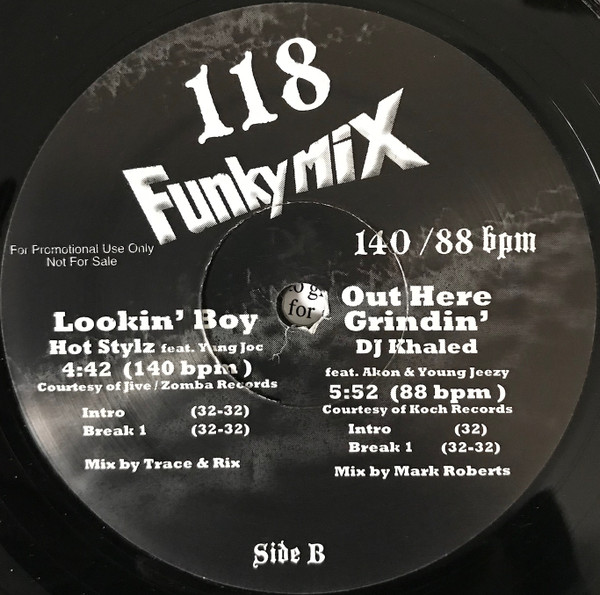 118
Funkymix
For Promotional Use Only
Not For Sale
140 /88 bpm
Lookin' Boy
Hot Stylz feat. Yung Joc
4:42 (140 bpm )
Courtesy of Jive / Zomba Records
Intro (32-32)
Break 1 (32-32)
Mix by Trace & Rix
for
Out Here
Grindin'
DJ Khaled
feat. Akon & Young Jeezy
5:52 (88 bpm )
Courtesy of Koch Records
Intro (32)
Break 1 (32-32)
Mix by Mark Roberts
Side B